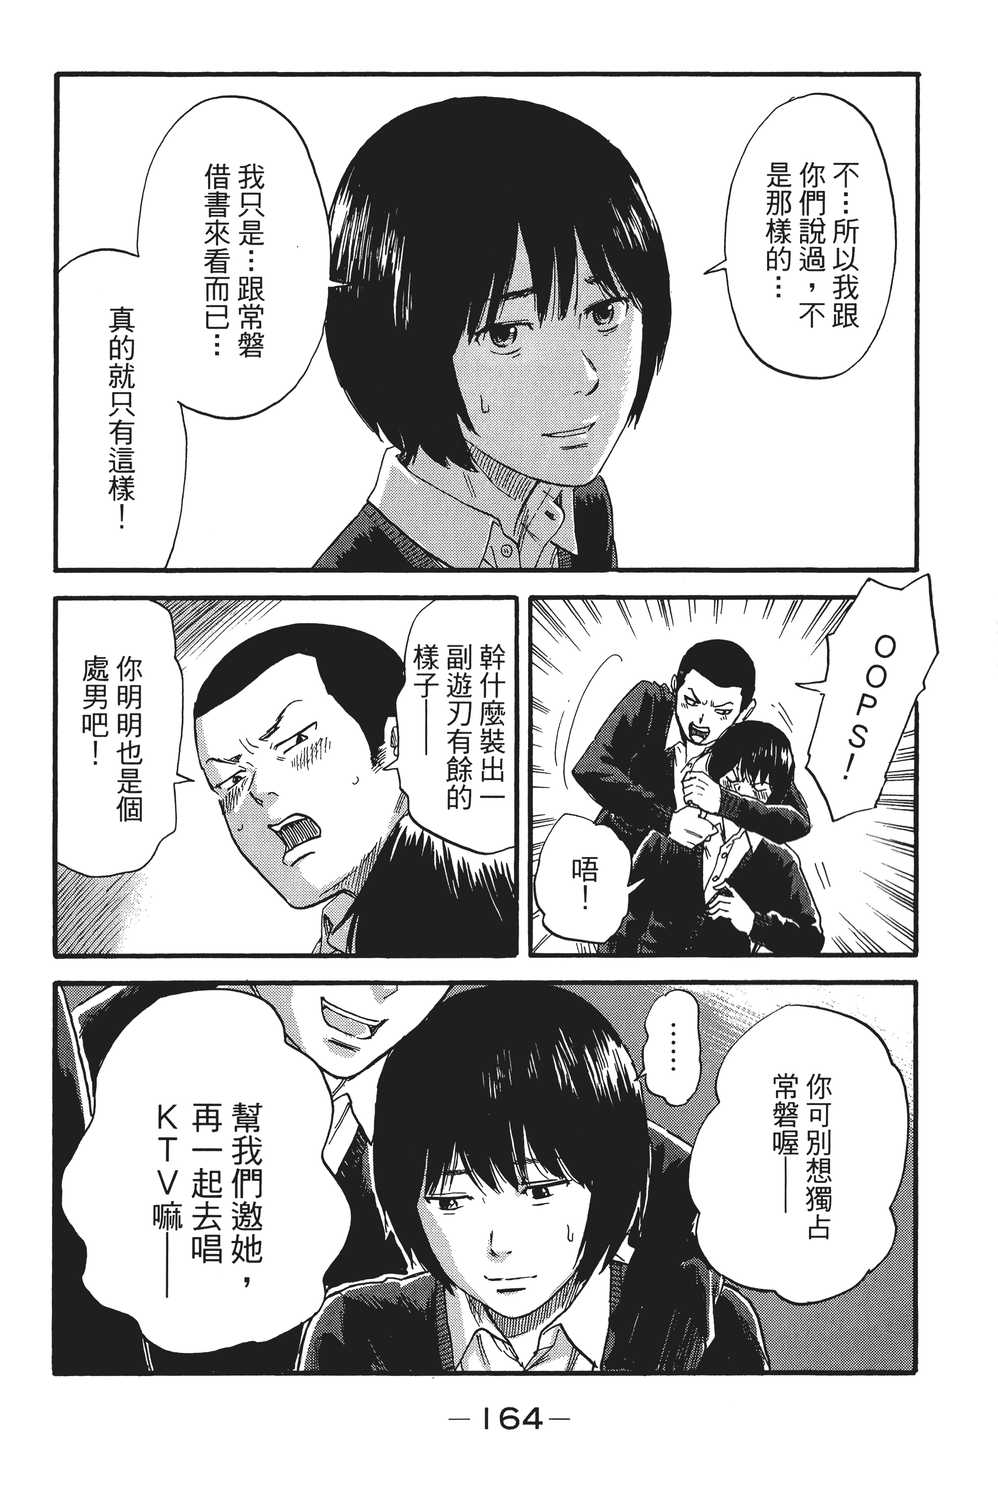 不…所以我跟
你們說過，不
是那樣的…
我只是…跟常磐
借書來看而已…
真的就只有這樣！
OOPS！
唔！
幹什麼裝出一
副遊刃有餘的
樣子——
你明明也是個
處男吧！
你可別想獨占
常磐喔——
……
幫我們邀她，
再一起去唱
KTV嘛——
—164—